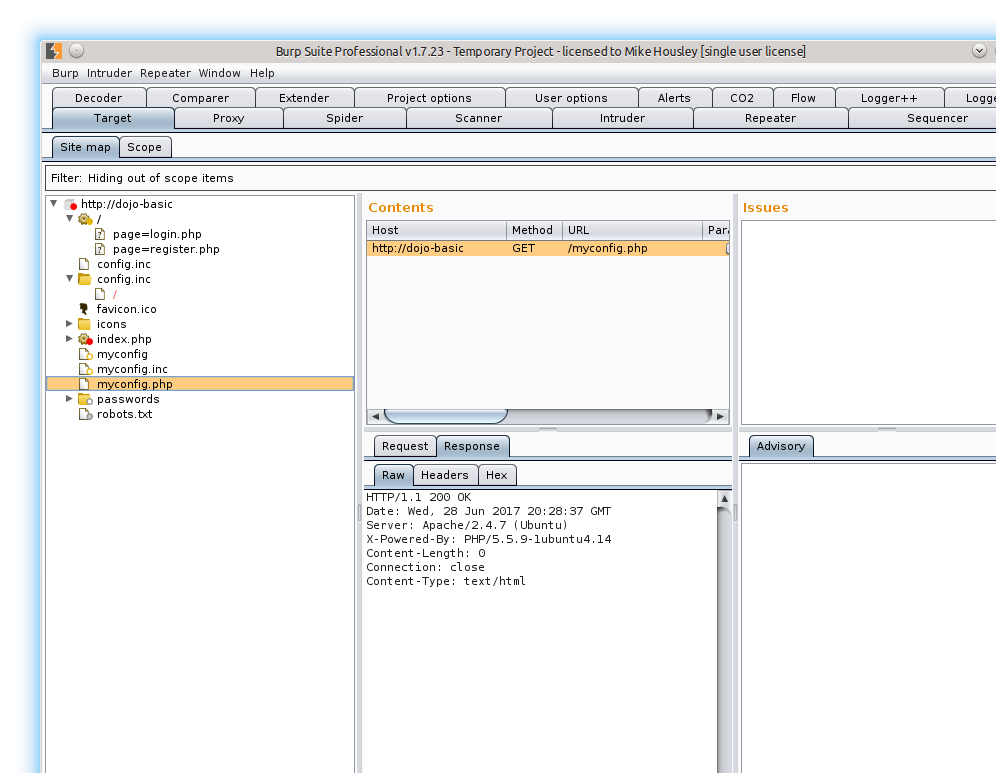 Burp Suite Professional v1.7.23 - Temporary Project - licensed to Mike Housley [single user license]
Burp Intruder Repeater Window Help
Decoder Comparer Extender Project options User options Alerts CO2 Flow Logger++ Logg
Target Proxy Spider Scanner Intruder Repeater Sequencer
Site map Scope
Filter: Hiding out of scope items
http://dojo-basic
/
page=login.php
page=register.php
config.inc
config.inc
/
favicon.ico
icons
index.php
myconfig
myconfig.inc
myconfig.php
passwords
robots.txt
Contents
Host Method URL Para
http://dojo-basic GET /myconfig.php
Request Response
Raw Headers Hex
HTTP/1.1 200 OK
Date: Wed, 28 Jun 2017 20:28:37 GMT
Server: Apache/2.4.7 (Ubuntu)
X-Powered-By: PHP/5.5.9-1ubuntu4.14
Content-Length: 0
Connection: close
Content-Type: text/html
Issues
Advisory